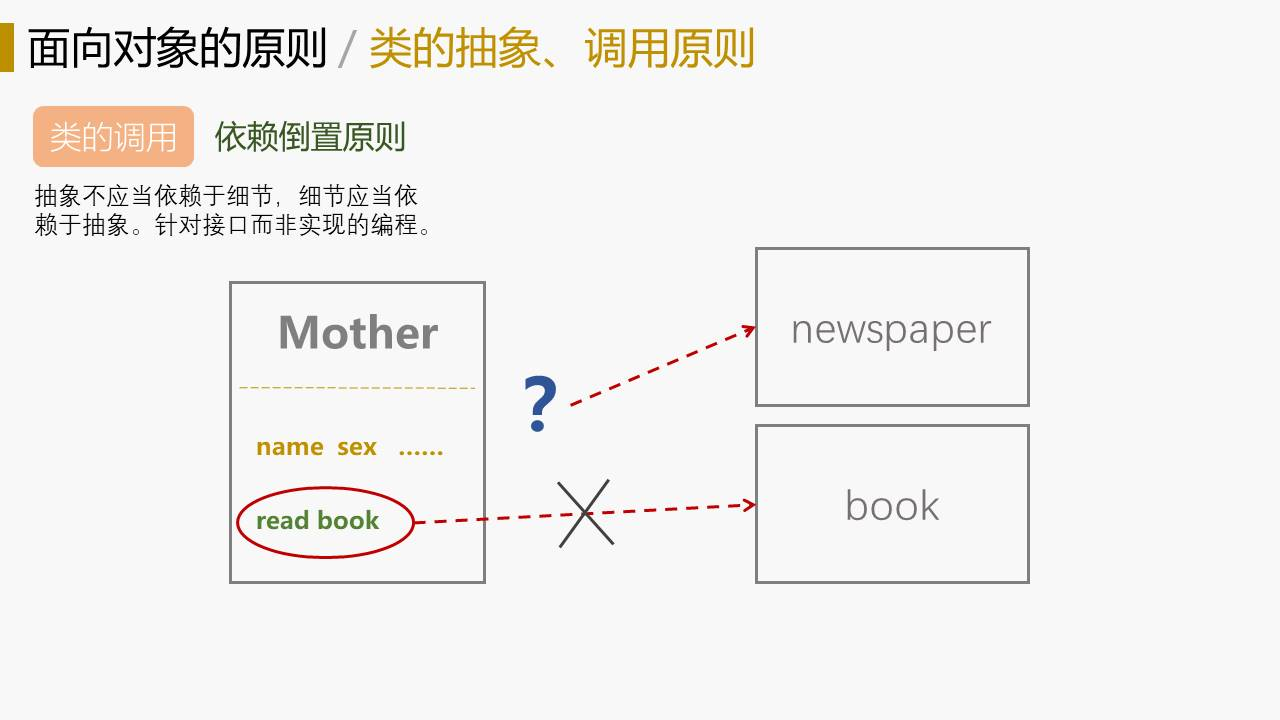 面向对象的原则 / 类的抽象、调用原则
类的调用 依赖倒置原则
抽象不应当依赖于细节，细节应当依
赖于抽象。针对接口而非实现的编程。
Mother
name sex ……
read book
?
newspaper
book